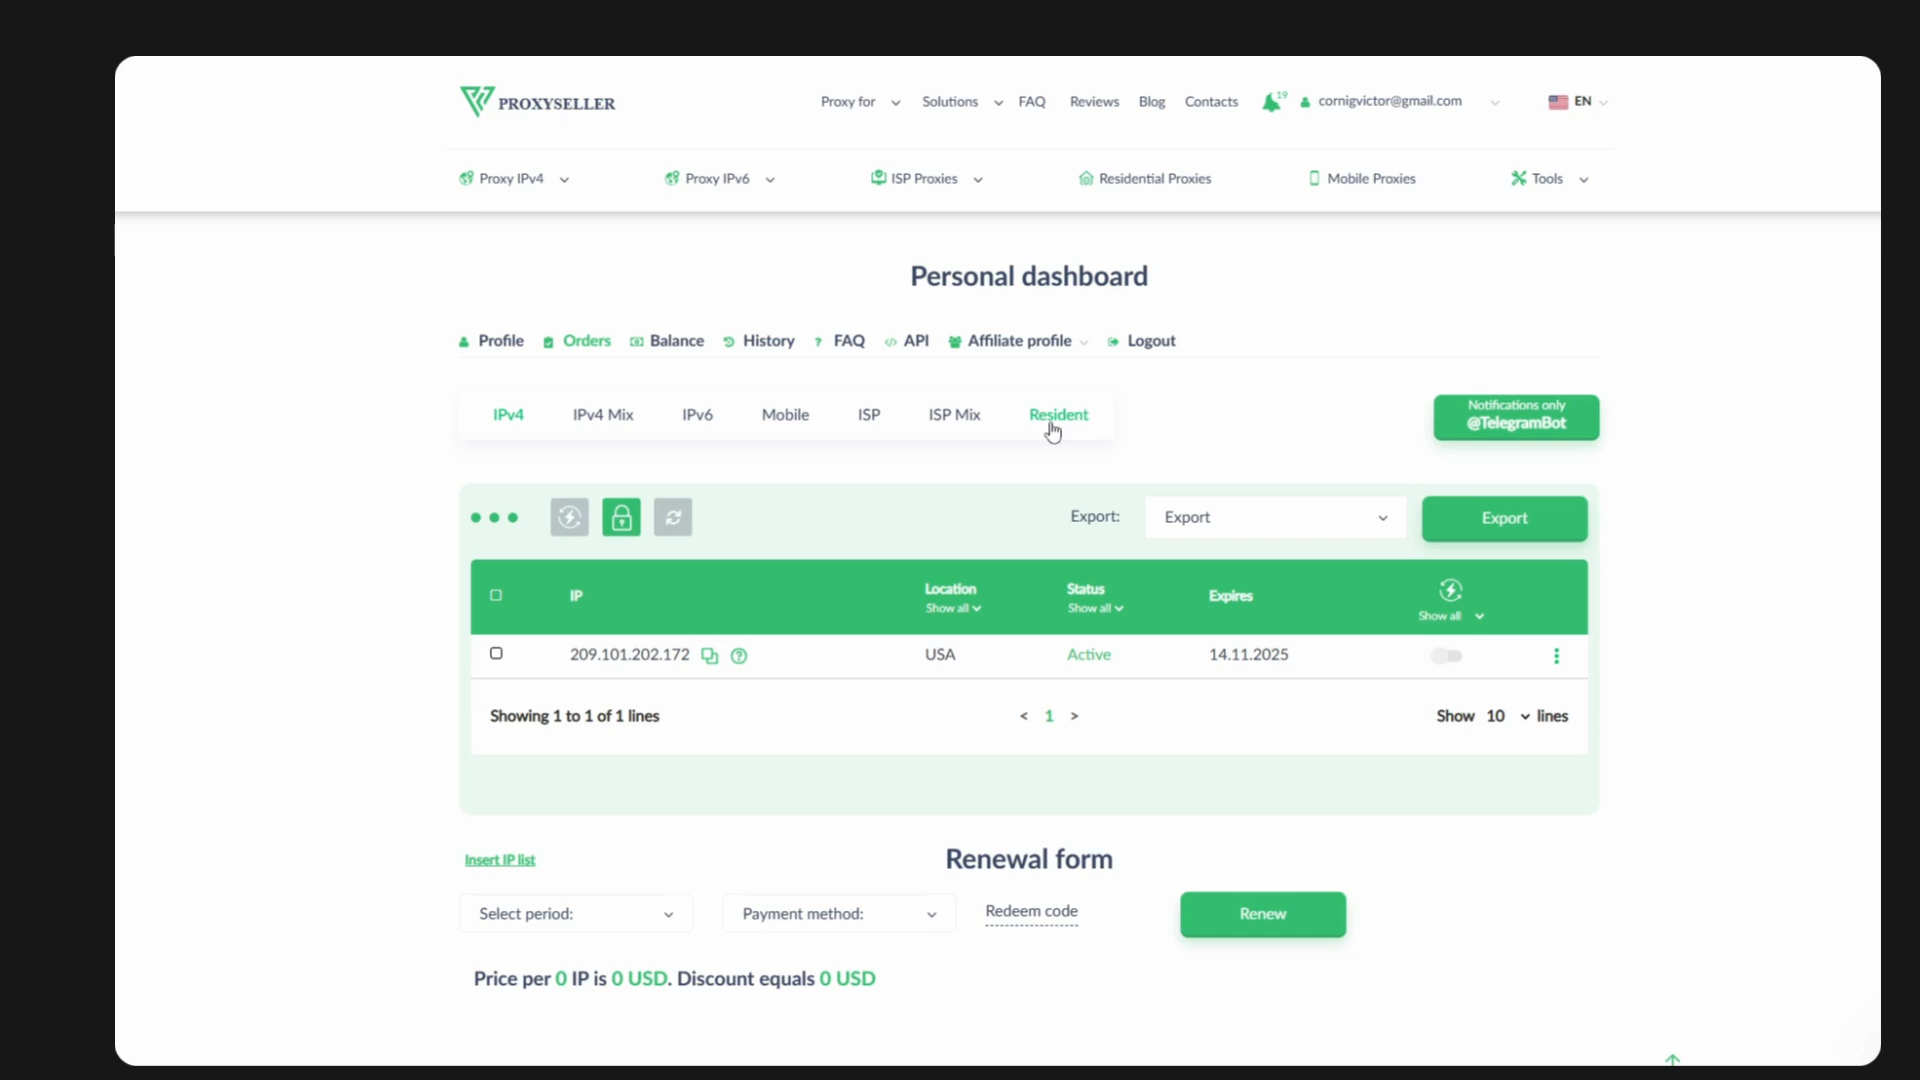 PROXYSELLER
Proxy for Solutions FAQ Reviews Blog Contacts 19 cornigvictor@gmail.com EN
Proxy IPv4 Proxy IPv6 ISP Proxies Residential Proxies Mobile Proxies Tools
Personal dashboard
Profile Orders Balance History ? FAQ </> API Affiliate profile Logout
IPv4 IPv4 Mix IPv6 Mobile ISP ISP Mix Resident
Notifications only
@TelegramBot
Export: Export Export
IP Location Status Expires
Show all Show all Show all
209.101.202.172 USA Active 14.11.2025
Showing 1 to 1 of 1 lines < 1 > Show 10 lines
Insert IP list Renewal form
Select period: Payment method: Redeem code Renew
Price per 0 IP is 0 USD. Discount equals 0 USD